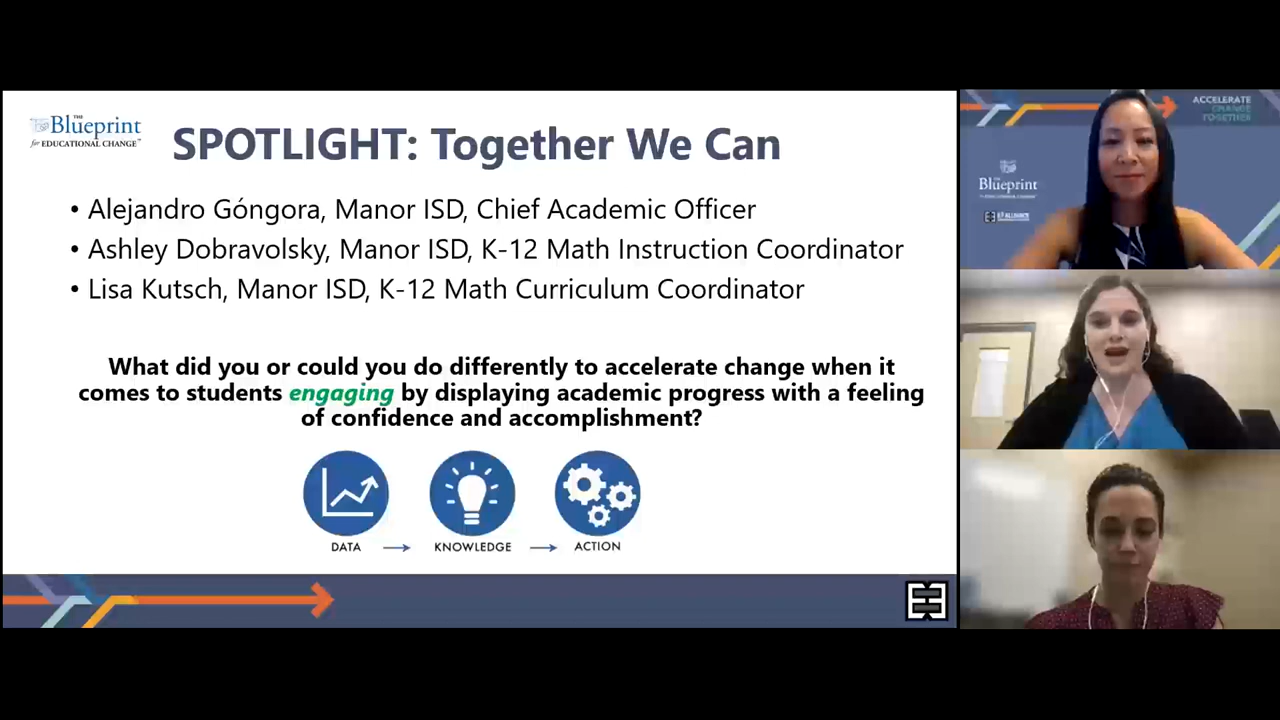 THE
Blueprint
for EDUCATIONAL CHANGE™
SPOTLIGHT: Together We Can
• Alejandro Góngora, Manor ISD, Chief Academic Officer
• Ashley Dobravolsky, Manor ISD, K-12 Math Instruction Coordinator
• Lisa Kutsch, Manor ISD, K-12 Math Curriculum Coordinator
What did you or could you do differently to accelerate change when it
comes to students engaging by displaying academic progress with a feeling
of confidence and accomplishment?
DATA
KNOWLEDGE
ACTION
ACCELERATE
CHANGE
TOGETHER
Blueprint
E3 ALLIANCE